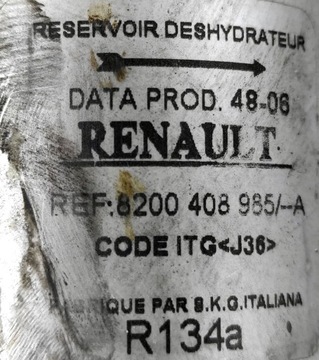 RESERVOIR DESHYDRATEUR
DATA PROD. 48-06
RENAULT
REF:8200 408 985/--A
CODE ITG<J36>
PAR S.K.G.ITALIANA
R134a